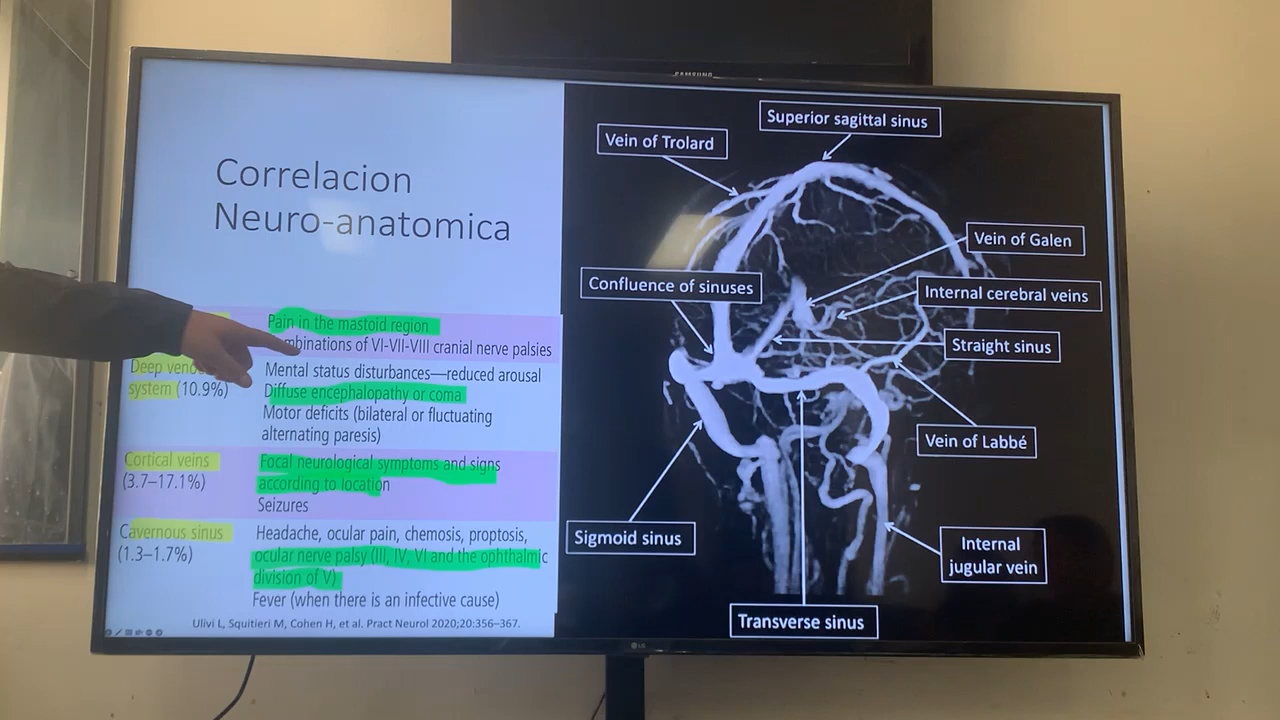 SAMSUNG
Correlacion
Neuro-anatomica
Pain in the mastoid region
mbinations of VI-VII-VIII cranial nerve palsies
Deep venous
system (10.9%)
Mental status disturbances—reduced arousal
Diffuse encephalopathy or coma
Motor deficits (bilateral or fluctuating
alternating paresis)
Cortical veins
(3.7–17.1%)
Focal neurological symptoms and signs
according to location
Seizures
Cavernous sinus
(1.3–1.7%)
Headache, ocular pain, chemosis, proptosis,
ocular nerve palsy (III, IV, VI and the ophthalmic
division of V)
Fever (when there is an infective cause)
Ulivi L, Squitieri M, Cohen H, et al. Pract Neurol 2020;20:356–367.
Superior sagittal sinus
Vein of Trolard
Vein of Galen
Confluence of sinuses
Internal cerebral veins
Straight sinus
Vein of Labbé
Sigmoid sinus
Internal
jugular vein
Transverse sinus
LG